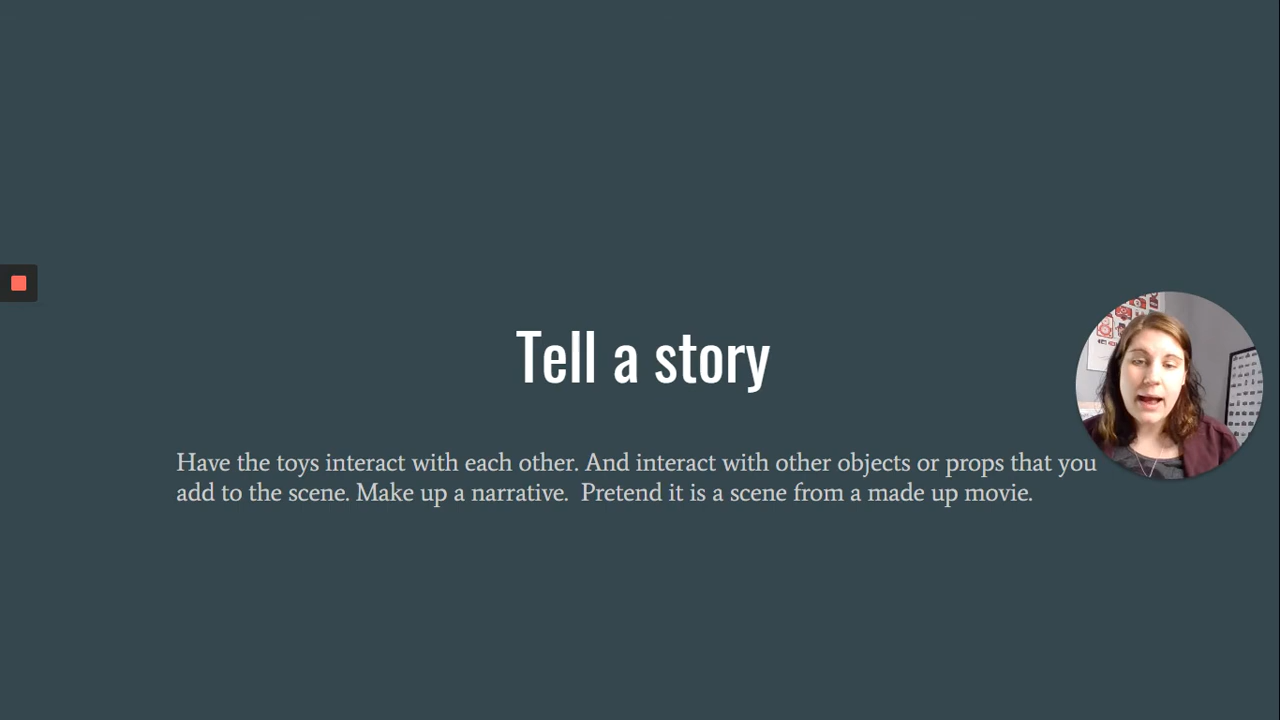 Tell a story
Have the toys interact with each other. And interact with other objects or props that you
add to the scene. Make up a narrative.  Pretend it is a scene from a made up movie.